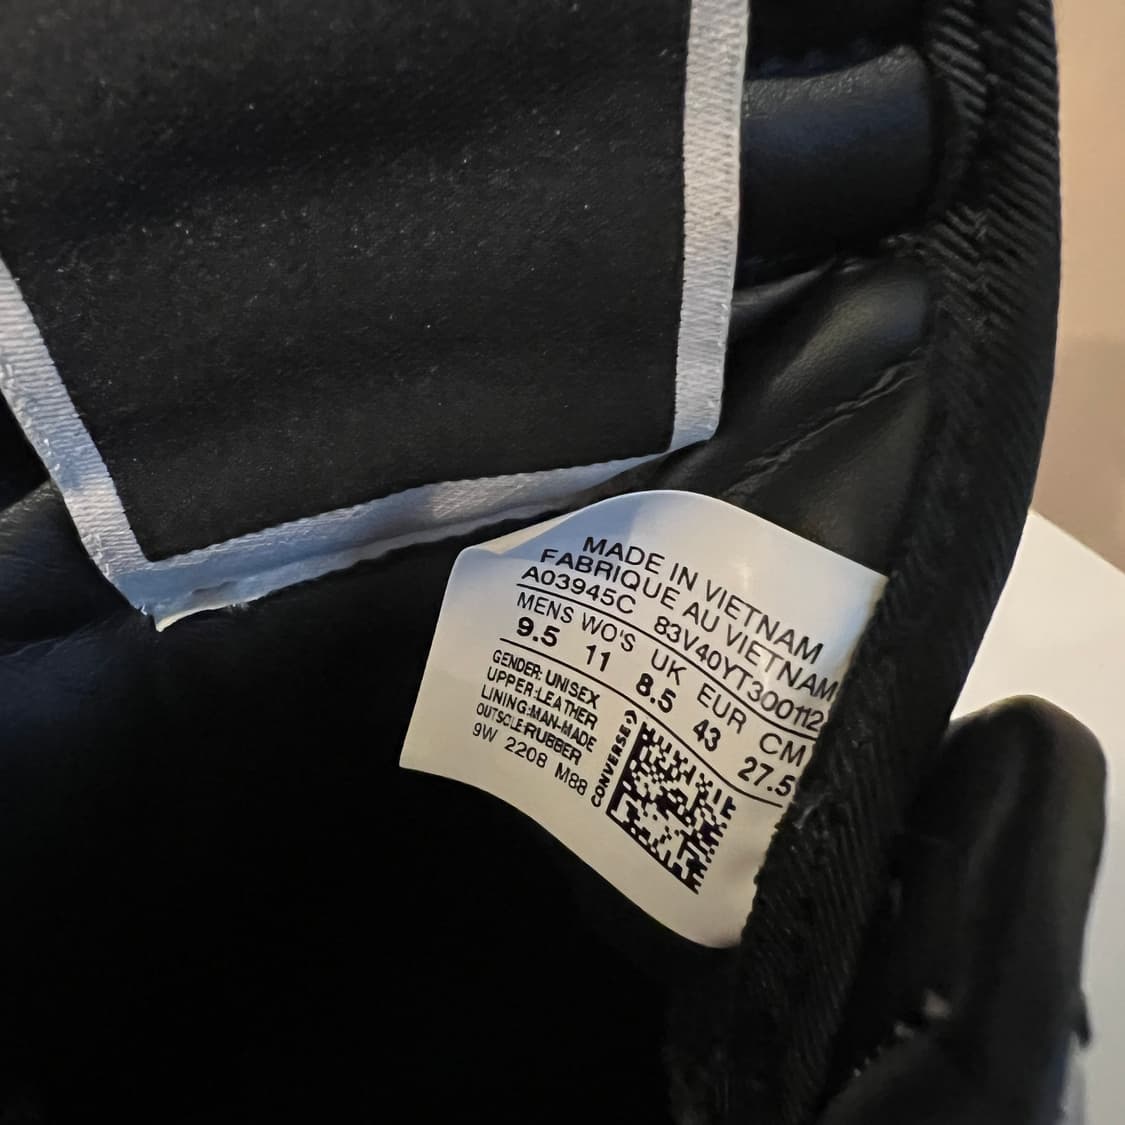 MADE IN VIETNAM
FABRIQUE AU VIETNAM
A03945C 83V40YT300112
MENS WO'S UK EUR CM
9.5 11 8.5 43 27.5
GENDER: UNISEX
UPPER:LEATHER
LINING:MAN-MADE
OUTSOLE:RUBBER
9W 2208 M88
CONVERSE